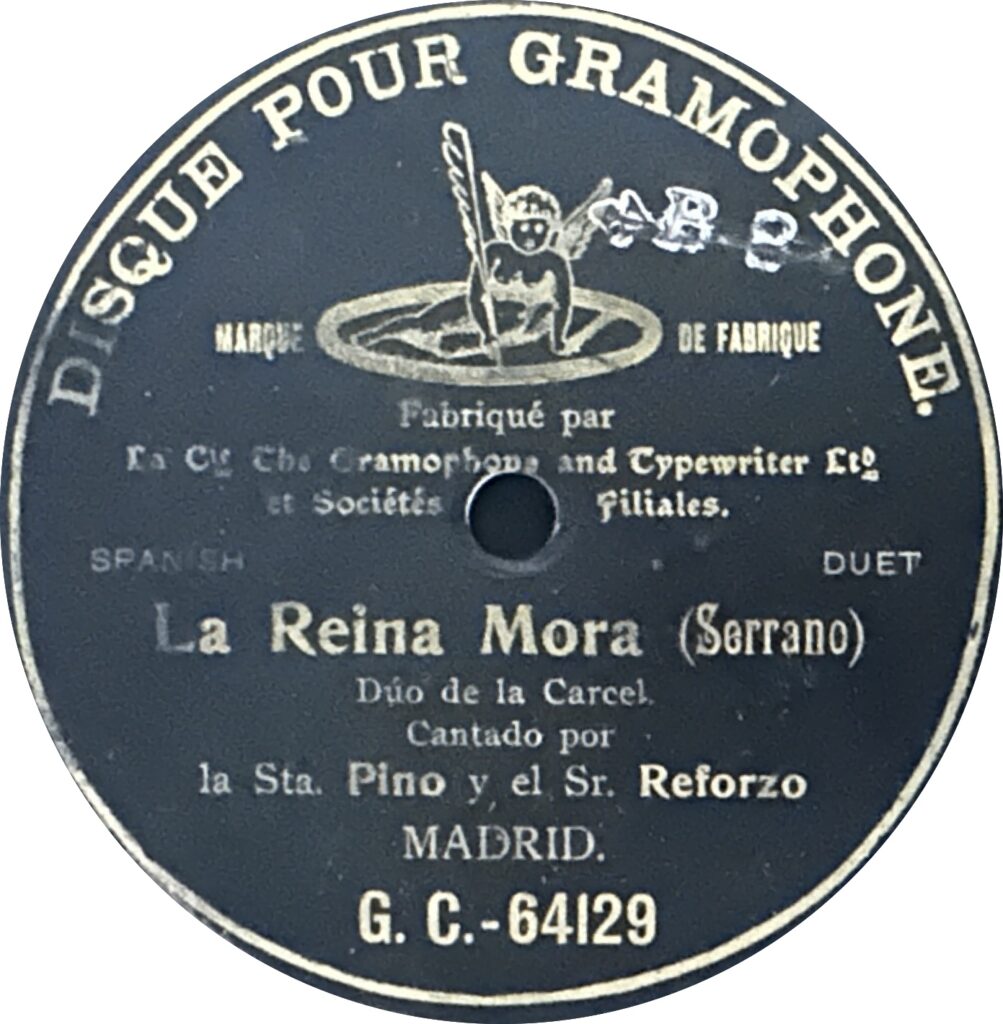 DISQUE POUR GRAMOPHONE.
MARQUE DE FABRIQUE
Fabriqué par
La Cie The Gramophone and Typewriter Ltd
et Sociétés Filiales.
SPANISH DUET
La Reina Mora (Serrano)
Dúo de la Carcel.
Cantado por
la Sta. Pino y el Sr. Reforzo
MADRID.
G. C.-64129